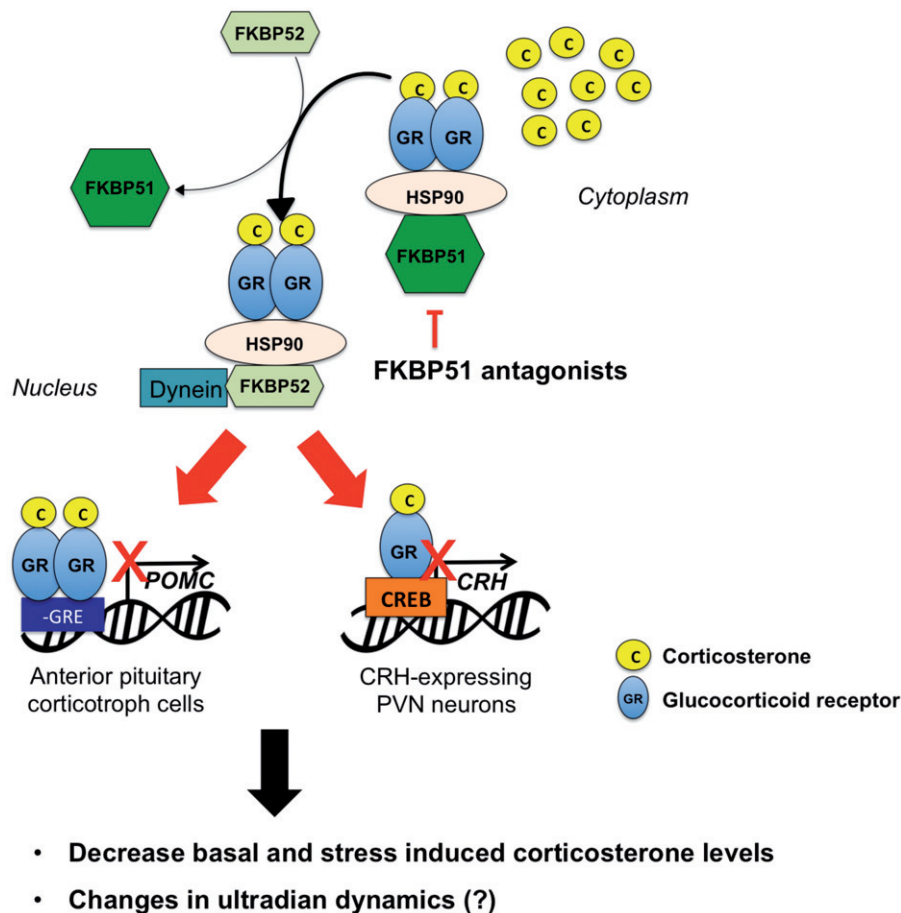 FKBP52
C C C
C C C
C C
C C
GR GR
HSP90
FKBP51
Cytoplasm
FKBP51
C C
GR GR
HSP90
Dynein
FKBP52
Nucleus
FKBP51 antagonists
C C
GR GR
-GRE
POMC
Anterior pituitary
corticotroph cells
C
GR
CREB
CRH
CRH-expressing
PVN neurons
C Corticosterone
GR Glucocorticoid receptor
• Decrease basal and stress induced corticosterone levels
• Changes in ultradian dynamics (?)